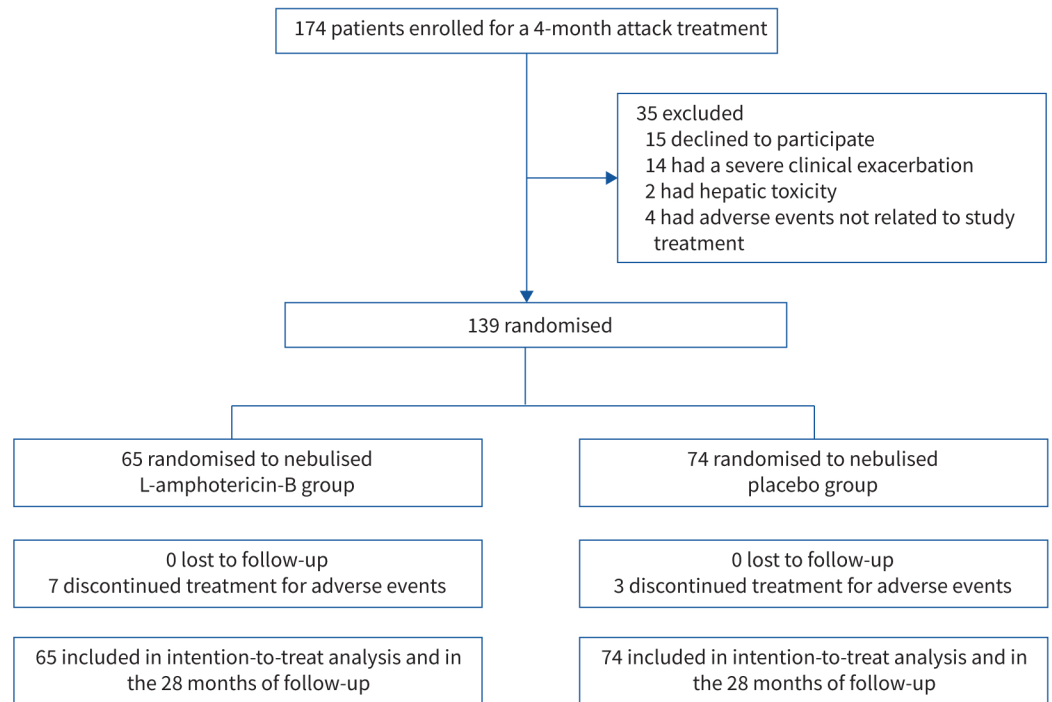 174 patients enrolled for a 4-month attack treatment
35 excluded
15 declined to participate
14 had a severe clinical exacerbation
2 had hepatic toxicity
4 had adverse events not related to study
treatment
139 randomised
65 randomised to nebulised
L-amphotericin-B group
74 randomised to nebulised
placebo group
0 lost to follow-up
7 discontinued treatment for adverse events
0 lost to follow-up
3 discontinued treatment for adverse events
65 included in intention-to-treat analysis and in
the 28 months of follow-up
74 included in intention-to-treat analysis and in
the 28 months of follow-up